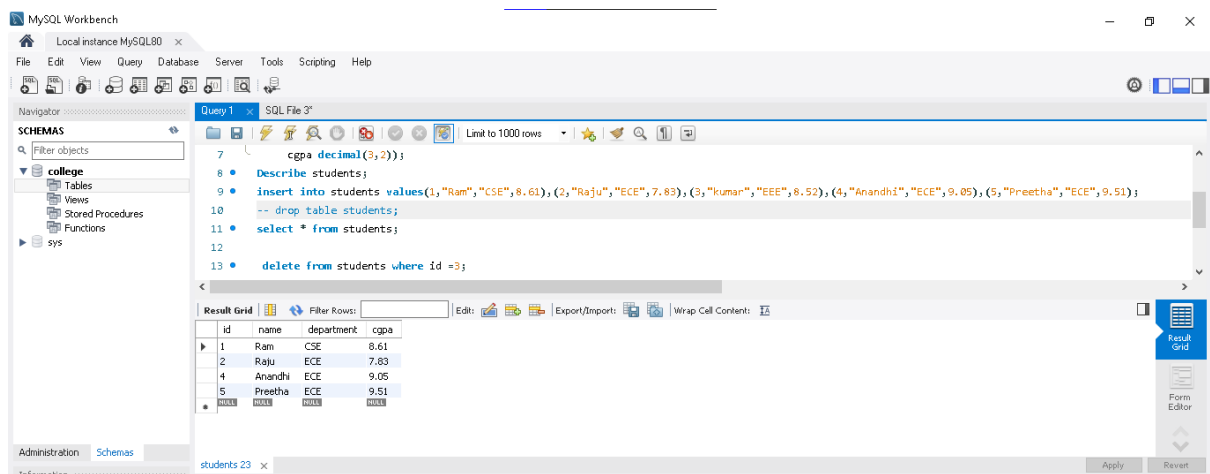 MySQL Workbench
Local instance MySQL80
File Edit View Query Database Server Tools Scripting Help
Navigator
Query 1 SQL File 3*
SCHEMAS
Filter objects
college
Tables
Views
Stored Procedures
Functions
sys
Limit to 1000 rows
7 cgpa decimal(3,2));
8 Describe students;
9 insert into students values(1,"Ram","CSE",8.61),(2,"Raju","ECE",7.83),(3,"kumar","EEE",8.52),(4,"Anandhi","ECE",9.05),(5,"Preetha","ECE",9.51);
10 -- drop table students;
11 select * from students;
12
13 delete from students where id =3;
Result Grid Filter Rows: Edit: Export/Import: Wrap Cell Content:
id name department cgpa
1 Ram CSE 8.61
2 Raju ECE 7.83
4 Anandhi ECE 9.05
5 Preetha ECE 9.51
NULL NULL NULL NULL
Result Grid
Form Editor
Administration Schemas
students 23
Apply Revert